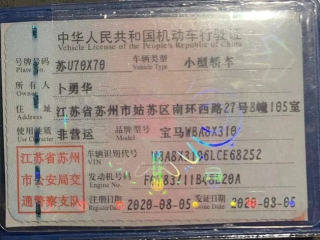 中华人民共和国机动车行驶证
Vehicle License of the People's Republic of China
号牌号码 苏U70X70 车辆类型 小型轿车
Plate No. Vehicle Type
所有人 卜勇华
Owner
住址 江苏省苏州市姑苏区南环西路27号8幢105室
Address
使用性质 非营运 品牌型号 宝马WBA8X310
Use Character Model
江苏省苏州市公安局交通警察支队
车辆识别代号
VIN
发动机号码
Engine No.
注册日期 2020-08-05 发证日期 2020-08-05
Register Date Issue Date